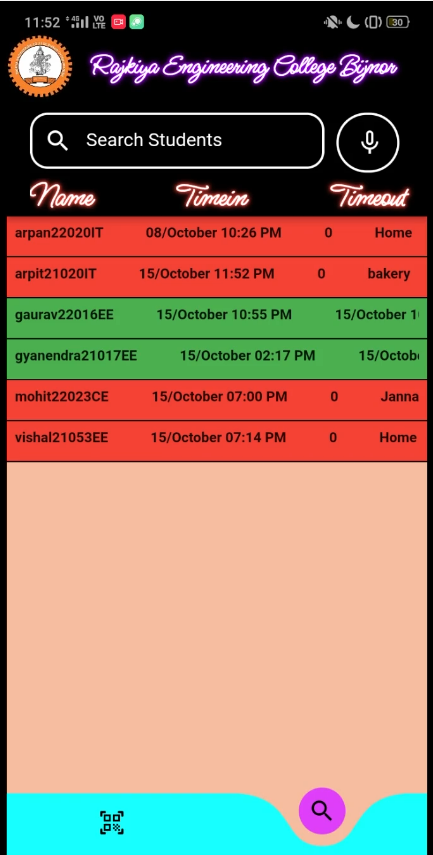 11:52 4G VO LTE 30
Rajkiya Engineering College Bijnor
Search Students
Name Timein Timeout
arpan22020IT 08/October 10:26 PM 0 Home
arpit21020IT 15/October 11:52 PM 0 bakery
gaurav22016EE 15/October 10:55 PM 15/October 1
gyanendra21017EE 15/October 02:17 PM 15/Octob
mohit22023CE 15/October 07:00 PM 0 Janna
vishal21053EE 15/October 07:14 PM 0 Home